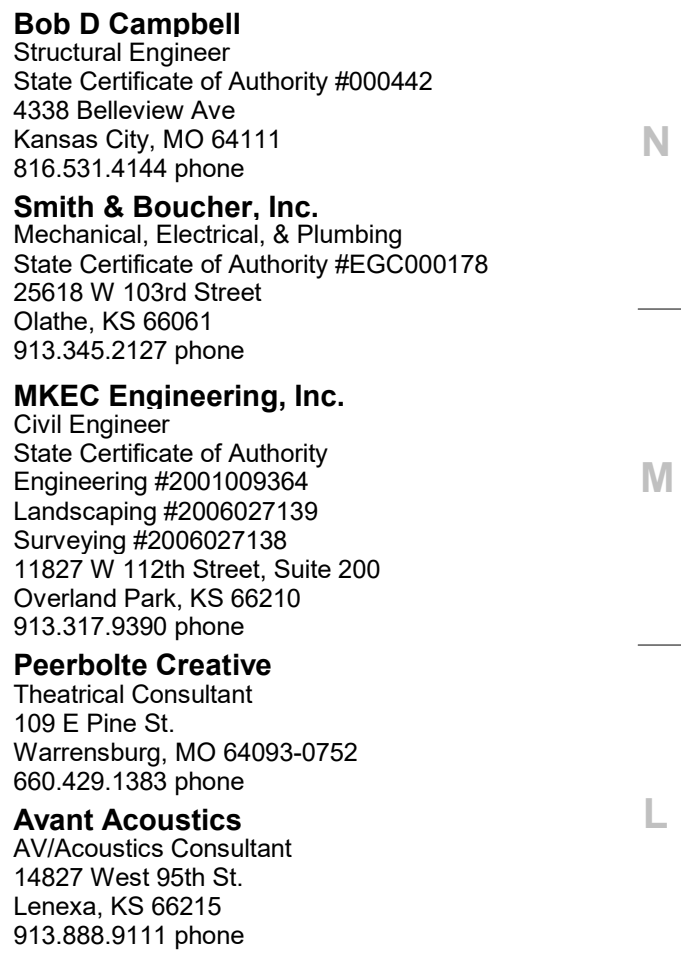 Bob D Campbell
Structural Engineer
State Certificate of Authority #000442
4338 Belleview Ave
Kansas City, MO 64111
816.531.4144 phone
N
Smith & Boucher, Inc.
Mechanical, Electrical, & Plumbing
State Certificate of Authority #EGC000178
25618 W 103rd Street
Olathe, KS 66061
913.345.2127 phone
MKEC Engineering, Inc.
Civil Engineer
State Certificate of Authority
Engineering #2001009364
Landscaping #2006027139
Surveying #2006027138
11827 W 112th Street, Suite 200
Overland Park, KS 66210
913.317.9390 phone
M
Peerbolte Creative
Theatrical Consultant
109 E Pine St.
Warrensburg, MO 64093-0752
660.429.1383 phone
Avant Acoustics
AV/Acoustics Consultant
14827 West 95th St.
Lenexa, KS 66215
913.888.9111 phone
L